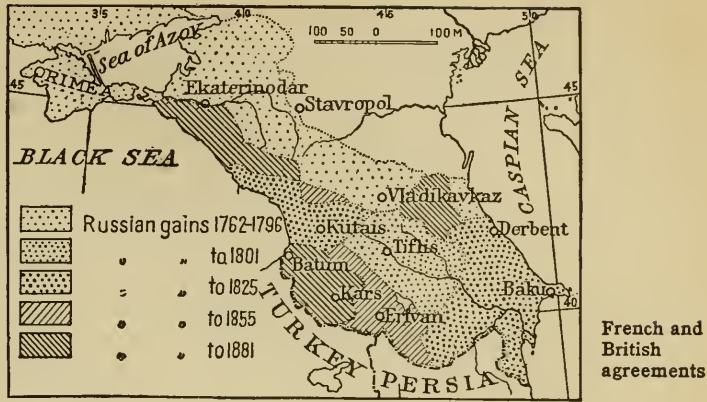 35 40 45 50
Sea of Azov
100 50 0 100 M.
CRIMEA
SEA
45 Ekaterinodar 45
Stavropol
BLACK SEA
CASPIAN
Vladikavkaz
Russian gains 1762-1796
Kutais
Derbent
" " to 1801
Tiflis
Batum
" " to 1825
Baku
Kars
40
" " to 1855
Erivan
" " to 1881
TURKEY PERSIA
French and
British
agreements